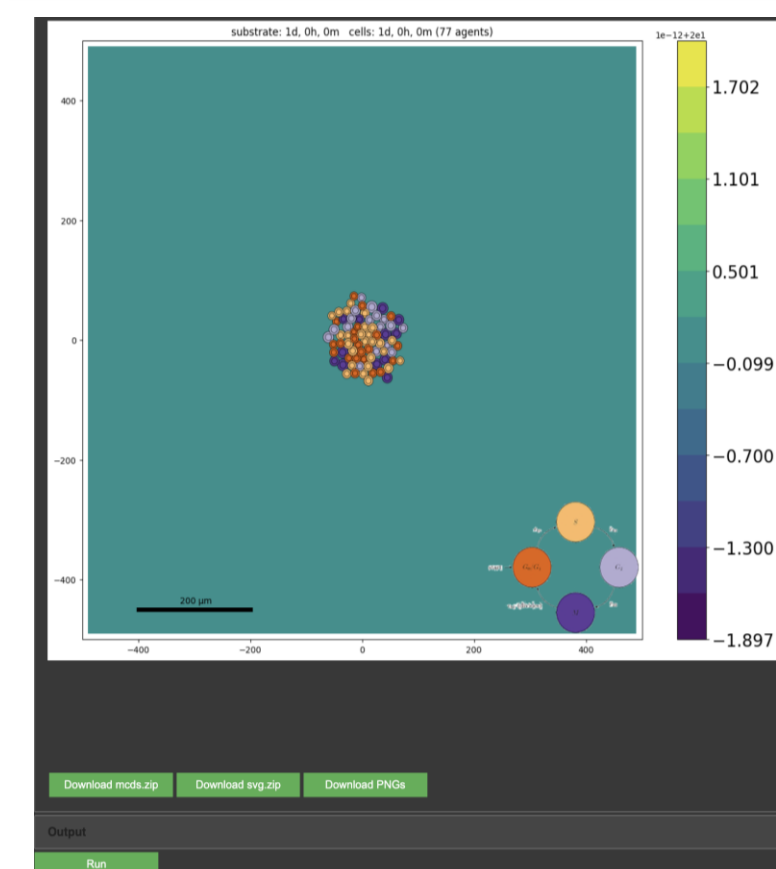 substrate: 1d, 0h, 0m cells: 1d, 0h, 0m (77 agents)
1e−12+2e1
1.702
1.101
0.501
−0.099
−0.700
−1.300
−1.897
400
200
0
−200
−400
200 μm
−400
−200
0
200
400
Download mcds.zip
Download svg.zip
Download PNGs
Output
Run